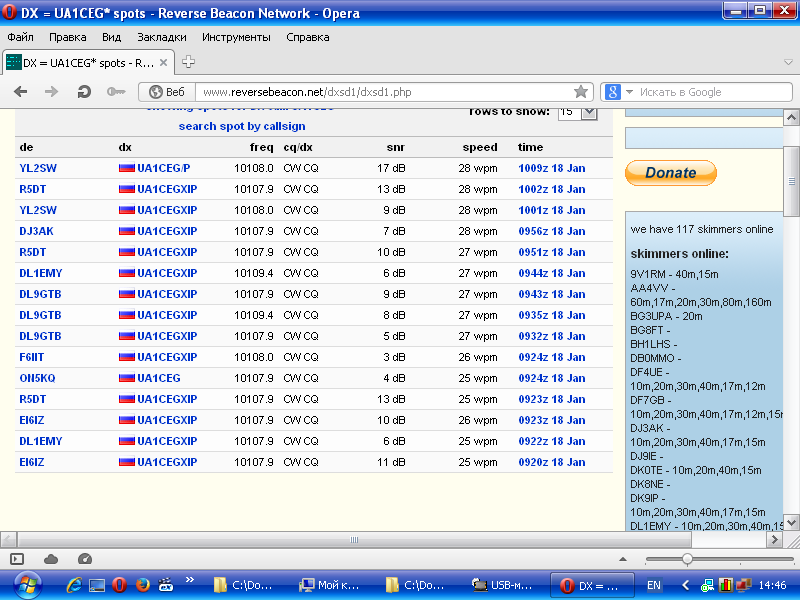 DX = UA1CEG* spots - Reverse Beacon Network - Opera
Файл Правка Вид Закладки Инструменты Справка
DX = UA1CEG* spots - R...
Веб www.reversebeacon.net/dxsd1/dxsd1.php Искать в Google
rows to show: 15
search spot by callsign
de dx freq cq/dx snr speed time
YL2SW UA1CEG/P 10108.0 CW CQ 17 dB 28 wpm 1009z 18 Jan
R5DT UA1CEGXIP 10107.9 CW CQ 13 dB 28 wpm 1002z 18 Jan
YL2SW UA1CEGXIP 10108.0 CW CQ 9 dB 28 wpm 1001z 18 Jan
DJ3AK UA1CEGXIP 10107.9 CW CQ 7 dB 28 wpm 0956z 18 Jan
R5DT UA1CEGXIP 10107.9 CW CQ 10 dB 27 wpm 0951z 18 Jan
DL1EMY UA1CEGXIP 10109.4 CW CQ 6 dB 27 wpm 0944z 18 Jan
DL9GTB UA1CEGXIP 10107.9 CW CQ 9 dB 27 wpm 0943z 18 Jan
DL9GTB UA1CEGXIP 10109.4 CW CQ 8 dB 27 wpm 0935z 18 Jan
DL9GTB UA1CEGXIP 10107.9 CW CQ 5 dB 27 wpm 0932z 18 Jan
F6IIT UA1CEGXIP 10108.0 CW CQ 3 dB 26 wpm 0924z 18 Jan
ON5KQ UA1CEG 10107.9 CW CQ 4 dB 25 wpm 0924z 18 Jan
R5DT UA1CEGXIP 10107.9 CW CQ 13 dB 25 wpm 0923z 18 Jan
EI6IZ UA1CEGXIP 10107.9 CW CQ 10 dB 26 wpm 0923z 18 Jan
DL1EMY UA1CEGXIP 10107.9 CW CQ 6 dB 25 wpm 0922z 18 Jan
EI6IZ UA1CEGXIP 10107.9 CW CQ 11 dB 25 wpm 0920z 18 Jan
Donate
we have 117 skimmers online
skimmers online:
9V1RM - 40m,15m
AA4VV -
60m,17m,20m,30m,80m,160m
BG3UPA - 20m
BG8FT -
BH1LHS -
DB0MMO -
DF4UE -
10m,20m,30m,40m,17m,12m
DF7GB -
10m,20m,30m,40m,17m,12m,15m
DJ3AK -
10m,20m,30m,40m,17m,15m
DJ9IE -
DK0TE - 10m,20m,40m,15m
DK8NE -
DK9IP -
10m,20m,30m,40m,17m,15m
DL1EMY - 10m,20m,30m,40m,15
C:\До... Мой к... C:\До... USB-м... DX = ... EN 14:46